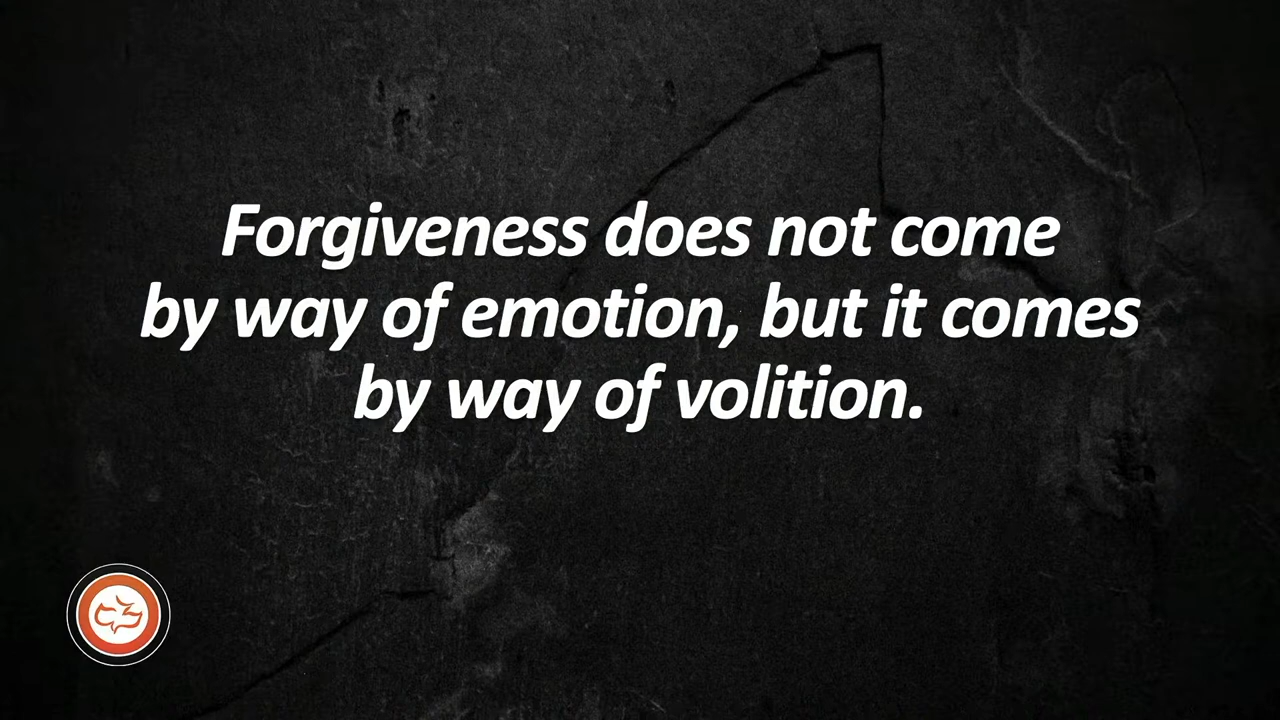 Forgiveness does not come
by way of emotion, but it comes
by way of volition.